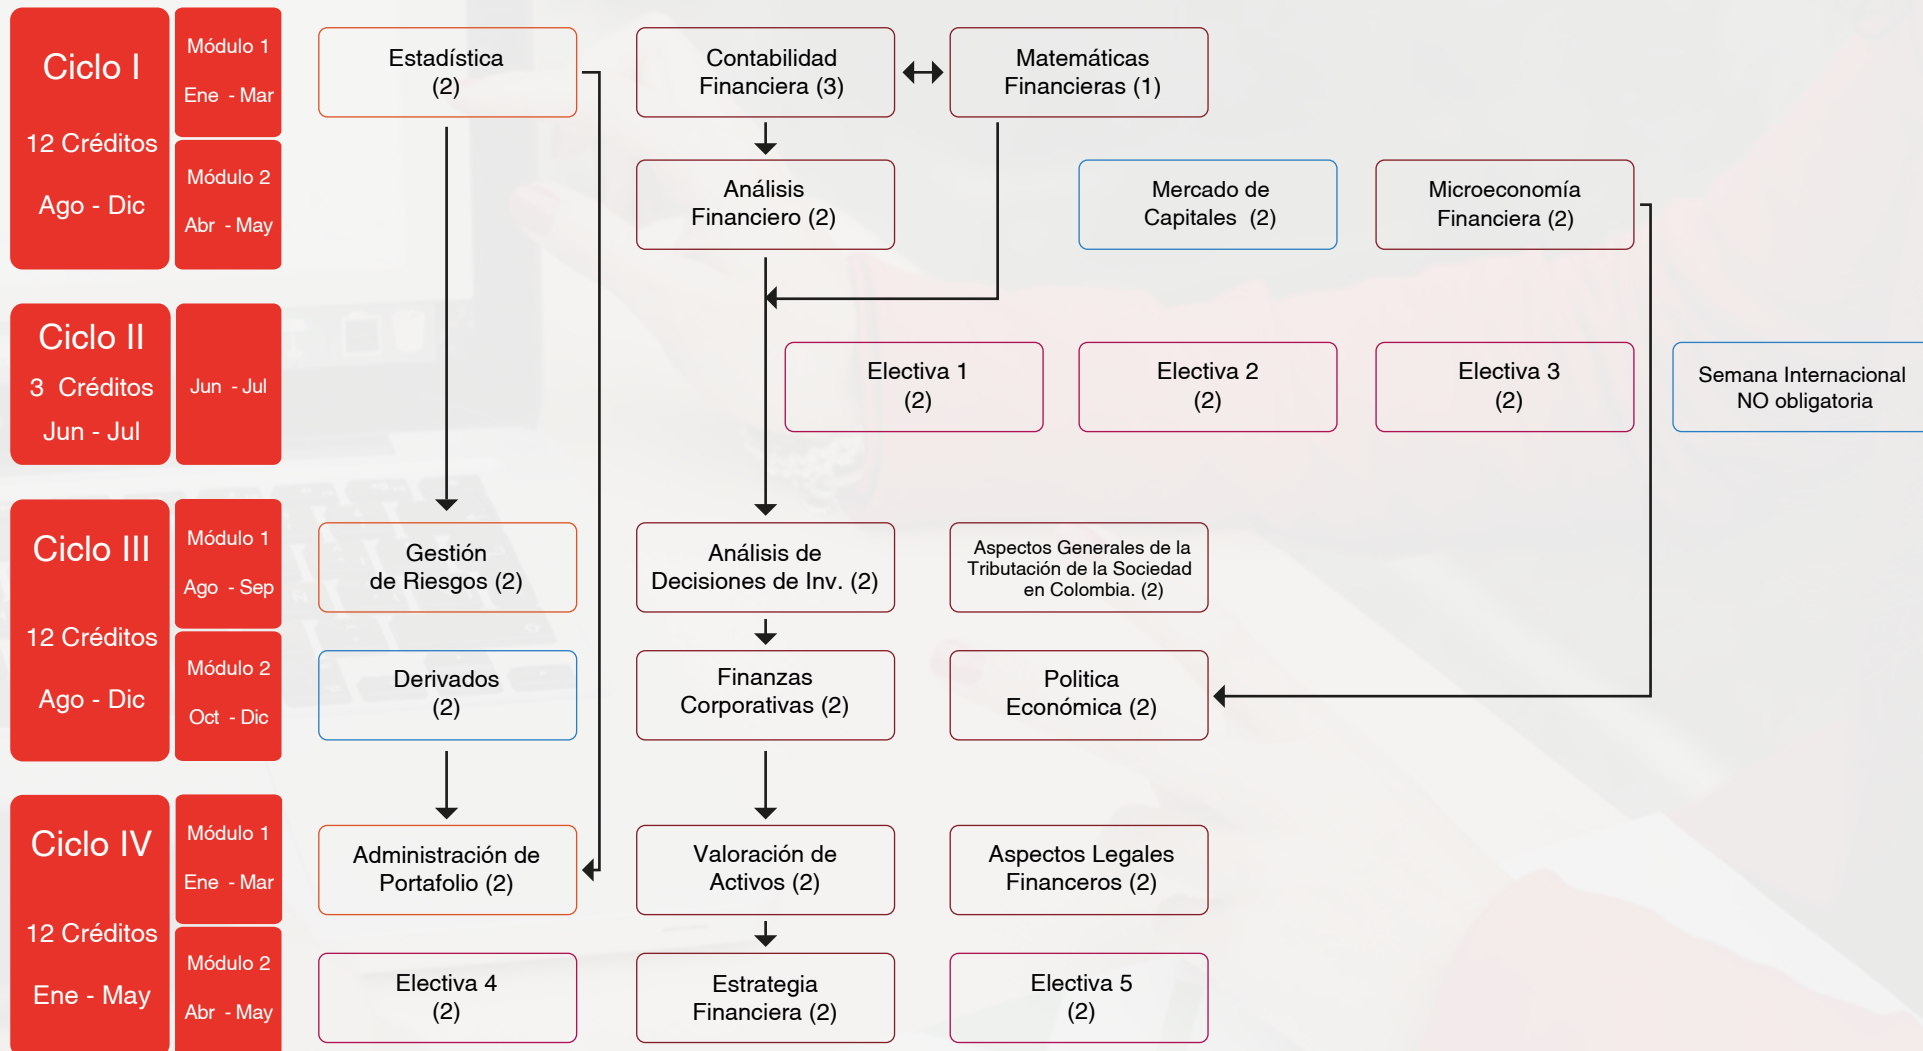 Ciclo I
12 Créditos
Ago - Dic
Módulo 1
Ene - Mar
Módulo 2
Abr - May
Estadística
(2)
Contabilidad
Financiera (3)
Matemáticas
Financieras (1)
Análisis
Financiero (2)
Mercado de
Capitales (2)
Microeconomía
Financiera (2)
Ciclo II
3 Créditos
Jun - Jul
Jun - Jul
Electiva 1
(2)
Electiva 2
(2)
Electiva 3
(2)
Semana Internacional
NO obligatoria
Ciclo III
12 Créditos
Ago - Dic
Módulo 1
Ago - Sep
Módulo 2
Oct - Dic
Gestión
de Riesgos (2)
Análisis de
Decisiones de Inv. (2)
Aspectos Generales de la
Tributación de la Sociedad
en Colombia. (2)
Derivados
(2)
Finanzas
Corporativas (2)
Politica
Económica (2)
Ciclo IV
12 Créditos
Ene - May
Módulo 1
Ene - Mar
Módulo 2
Abr - May
Administración de
Portafolio (2)
Valoración de
Activos (2)
Aspectos Legales
Financeros (2)
Electiva 4
(2)
Estrategia
Financiera (2)
Electiva 5
(2)